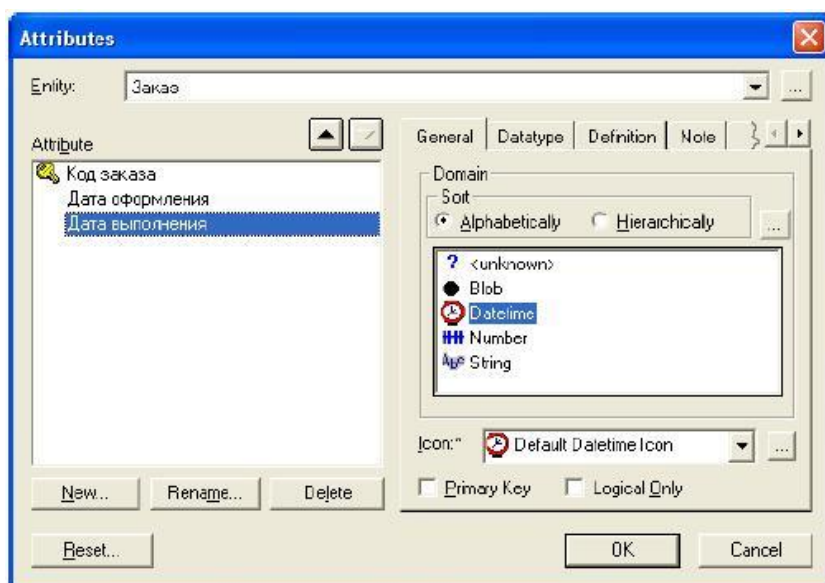 Attributes
Entity: Заказ ...
Attribute
Код заказа
Дата оформления
Дата выполнения
New... Rename... Delete
General Datatype Definition Note
Domain
Sort
Alphabetically Hierarchically ...
? <unknown>
Blob
Datetime
Number
Abc String
Icon:* Default Datetime Icon ...
Primary Key Logical Only
Reset... OK Cancel